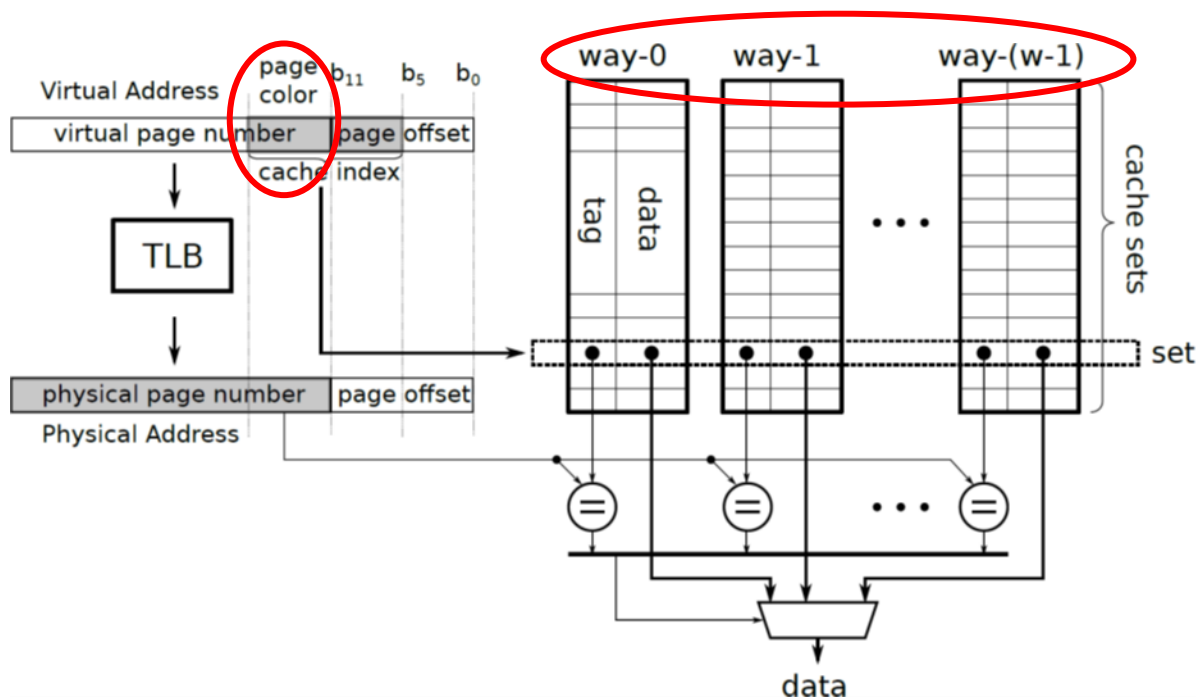 way-0 way-1 way-(w-1)
page color
b11 b5 b0
Virtual Address
virtual page number page offset
cache index
TLB
tag data
cache sets
set
physical page number page offset
Physical Address
= = =
data